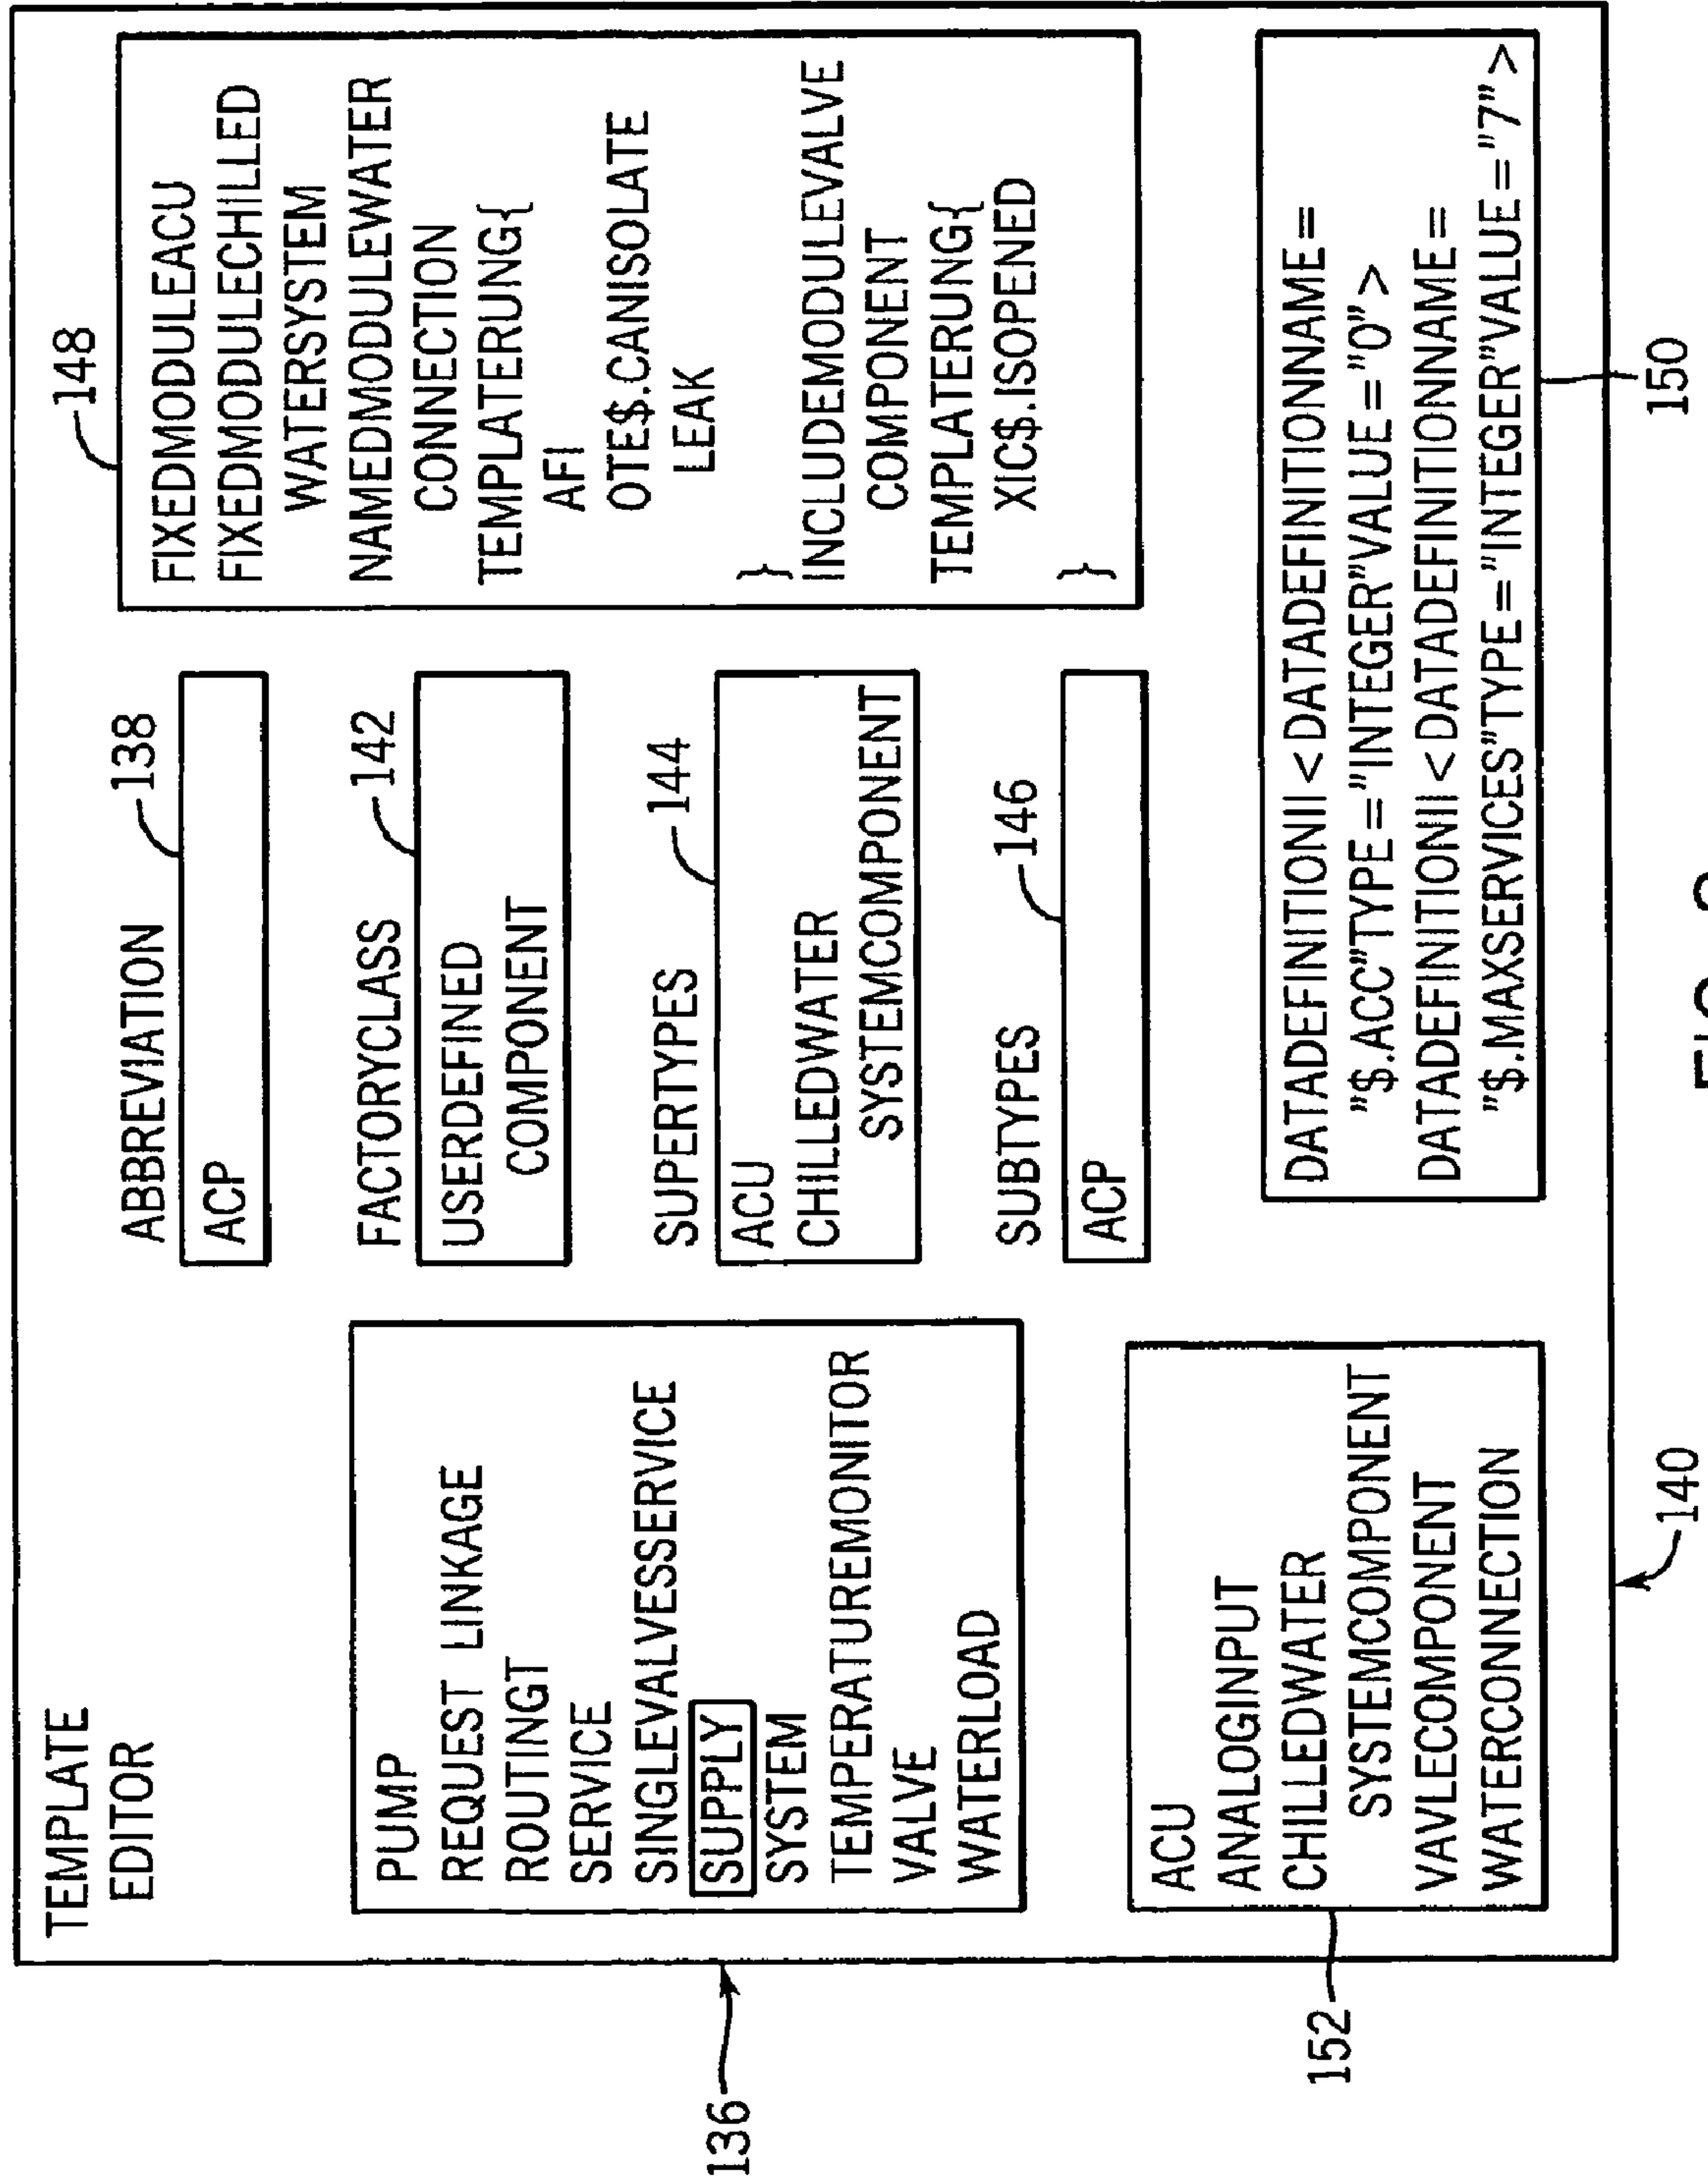 TEMPLATE
EDITOR
136
PUMP
REQUEST LINKAGE
ROUTINGT
SERVICE
SINGLEVALVESSERVICE
SUPPLY
SYSTEM
TEMPERATUREMONITOR
VALVE
WATERLOAD
152
ACU
ANALOGINPUT
CHILLEDWATER
SYSTEMCOMPONENT
VAVLECOMPONENT
WATERCONNECTION
140
ABBREVIATION
138
ACP
FACTORYCLASS
142
USERDEFINED
COMPONENT
SUPERTYPES
144
ACU
CHILLEDWATER
SYSTEMCOMPONENT
SUBTYPES
146
ACP
148
FIXEDMODULEACU
FIXEDMODULECHILLED
WATERSYSTEM
NAMEDMODULEWATER
CONNECTION
TEMPLATERUNG{
AFI
OTE$.CANISOLATE
LEAK
}
INCLUDEMODULEVALVE
COMPONENT
TEMPLATERUNG{
XIC$.ISOPENED
}
DATADEFINITIONII<DATADEFINITIONNAME=
"$.ACC"TYPE="INTEGER"VALUE="0">
DATADEFINITIONII<DATADEFINITIONNAME=
"$.MAXSERVICES"TYPE="INTEGER"VALUE="7">
150